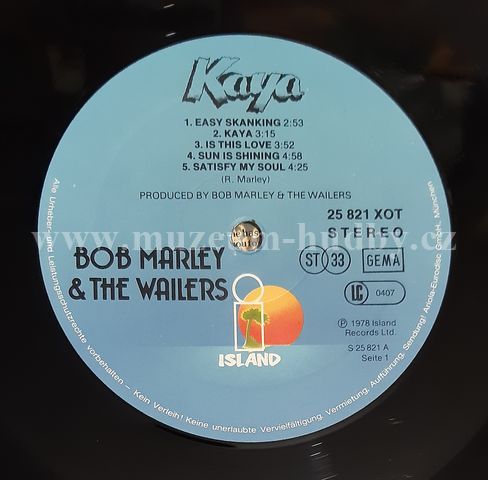 Kaya
1. EASY SKANKING 2:53
2. KAYA 3:15
3. IS THIS LOVE 3:52
4. SUN IS SHINING 4:58
5. SATISFY MY SOUL 4:25
(R. Marley)
PRODUCED BY BOB MARLEY & THE WAILERS
25 821 XOT
STEREO
www.muzeum-hudby.cz
BOB MARLEY
& THE WAILERS
ST 33
GEMA
LC 0407
ISLAND
℗ 1978 Island
Records Ltd.
S 25 821 A
Seite 1
Alle Urheber- und Leistungsschutzrechte vorbehalten – Kein Verleih! Keine unerlaubte Vervielfältigung, Vermietung, Aufführung, Sendung! Ariola-Eurodisc GmbH, München